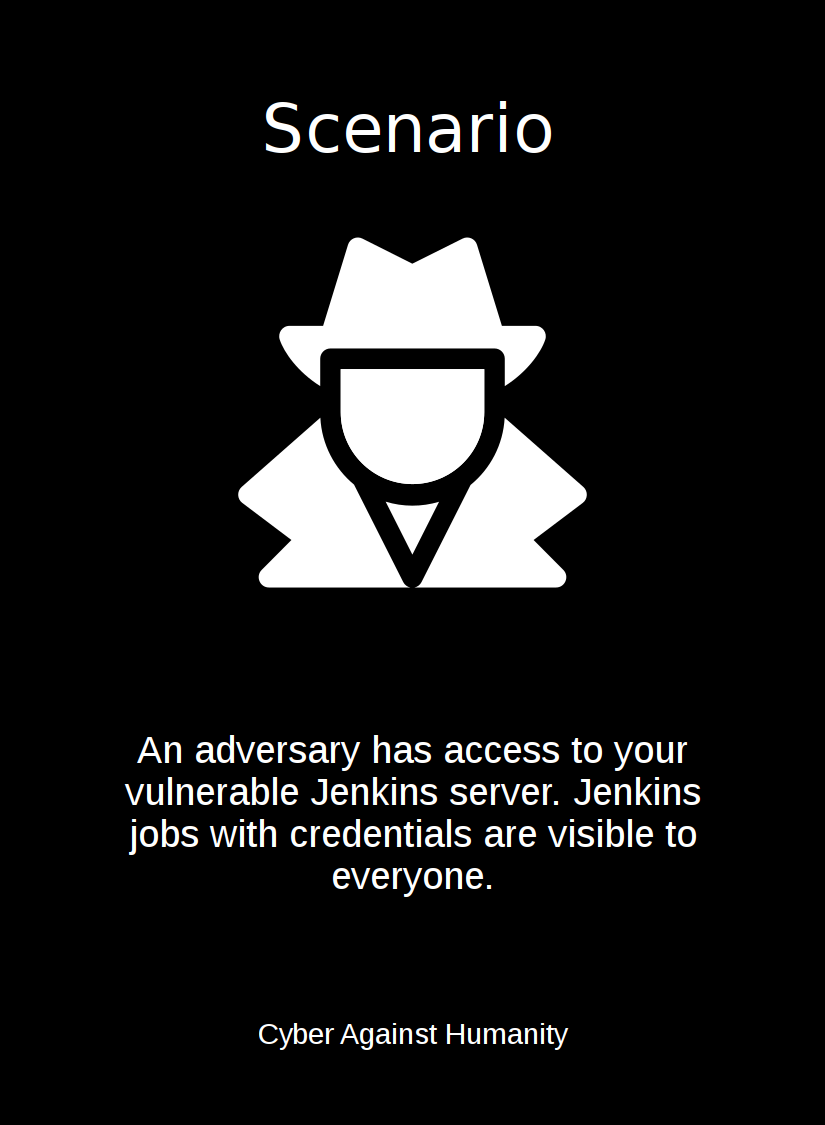 Scenario
An adversary has access to your
vulnerable Jenkins server. Jenkins
jobs with credentials are visible to
everyone.
Cyber Against Humanity